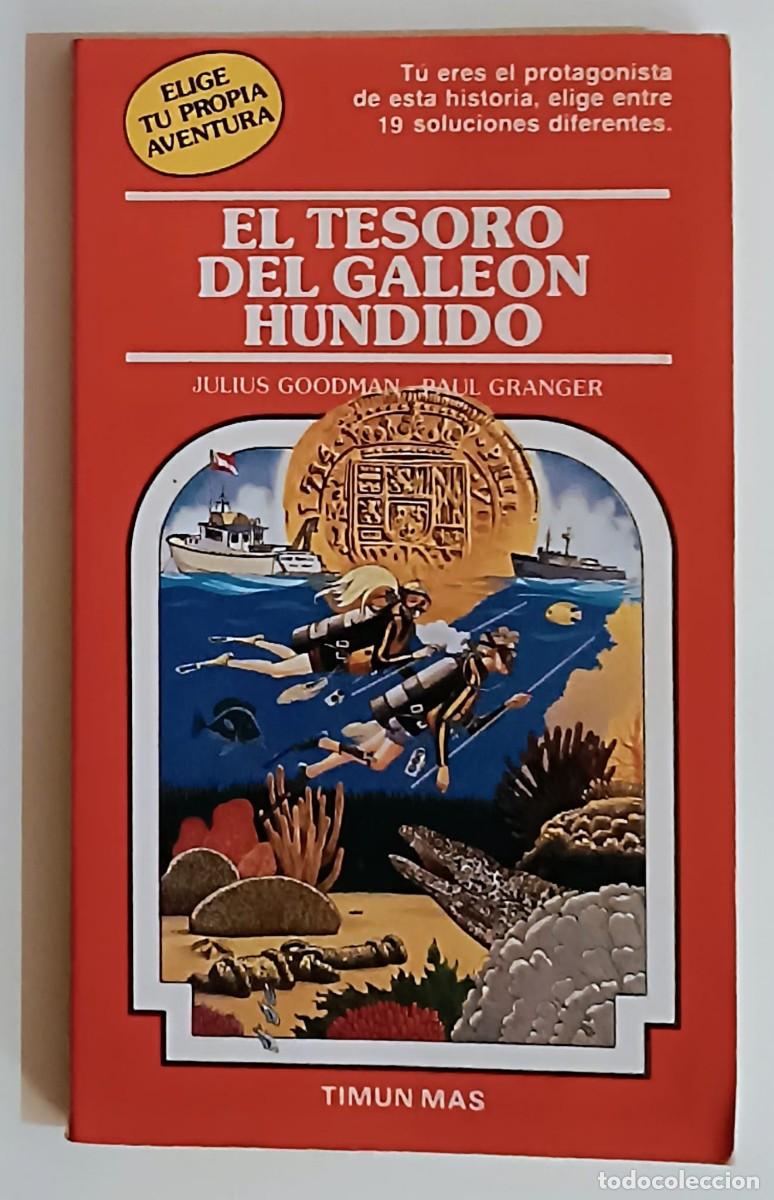 ELIGE
TU PROPIA
AVENTURA
Tú eres el protagonista
de esta historia, elige entre
19 soluciones diferentes.
EL TESORO
DEL GALEON
HUNDIDO
JULIUS GOODMAN - PAUL GRANGER
1714
TIMUN MAS
todocoleccion